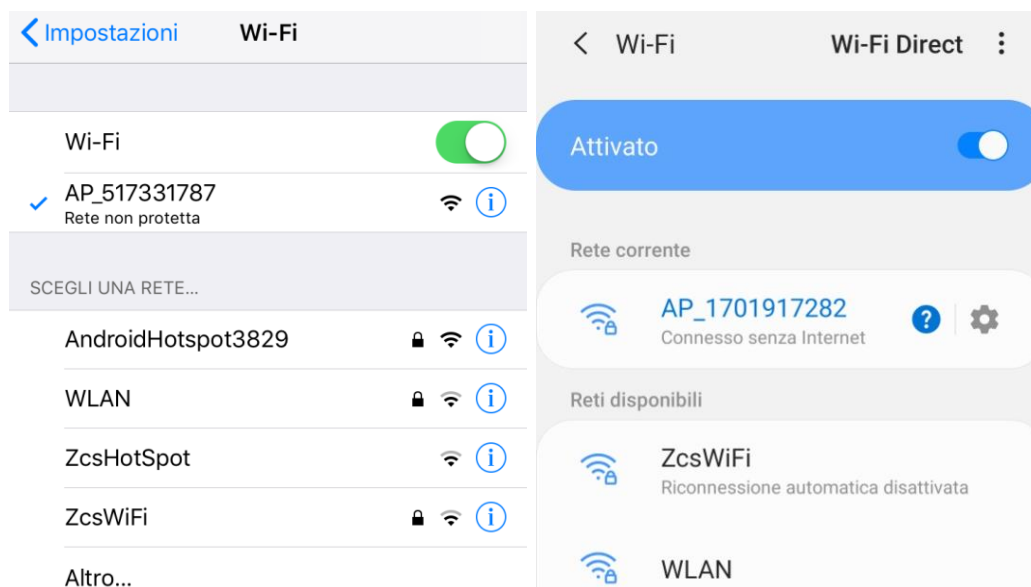 Impostazioni Wi-Fi
Wi-Fi
AP_517331787
Rete non protetta
SCEGLI UNA RETE...
AndroidHotspot3829
WLAN
ZcsHotSpot
ZcsWiFi
Altro...
Wi-Fi Wi-Fi Direct
Attivato
Rete corrente
AP_1701917282
Connesso senza Internet
Reti disponibili
ZcsWiFi
Riconnessione automatica disattivata
WLAN